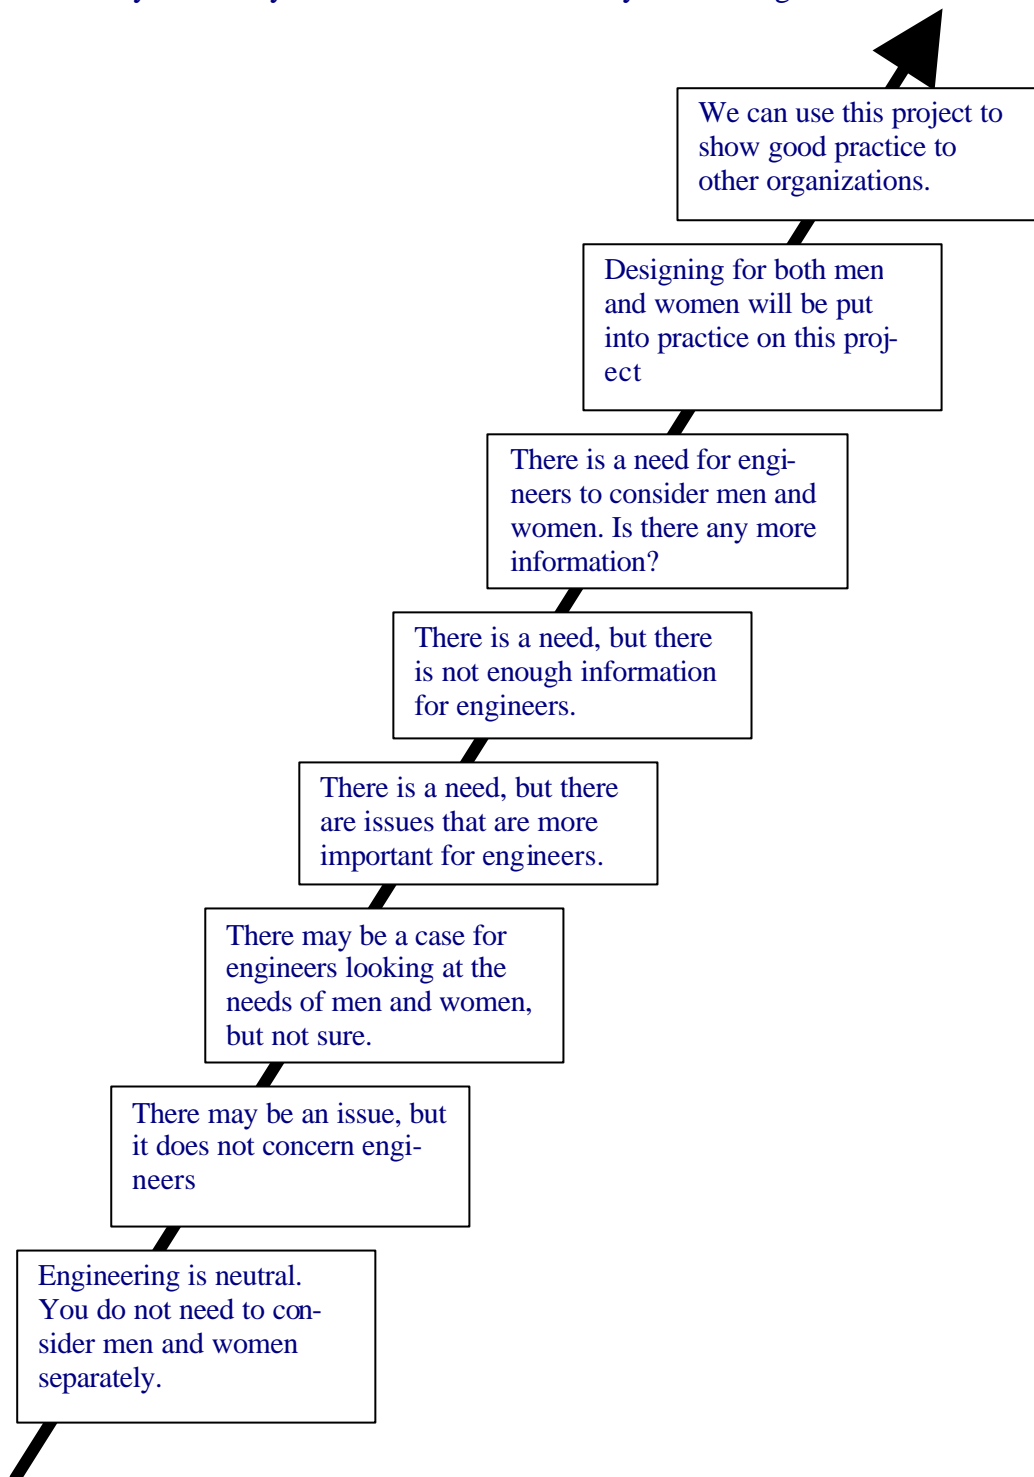 We can use this project to
show good practice to
other organizations.
Designing for both men
and women will be put
into practice on this proj-
ect
There is a need for engi-
neers to consider men and
women. Is there any more
information?
There is a need, but there
is not enough information
for engineers.
There is a need, but there
are issues that are more
important for engineers.
There may be a case for
engineers looking at the
needs of men and women,
but not sure.
There may be an issue, but
it does not concern engi-
neers
Engineering is neutral.
You do not need to con-
sider men and women
separately.